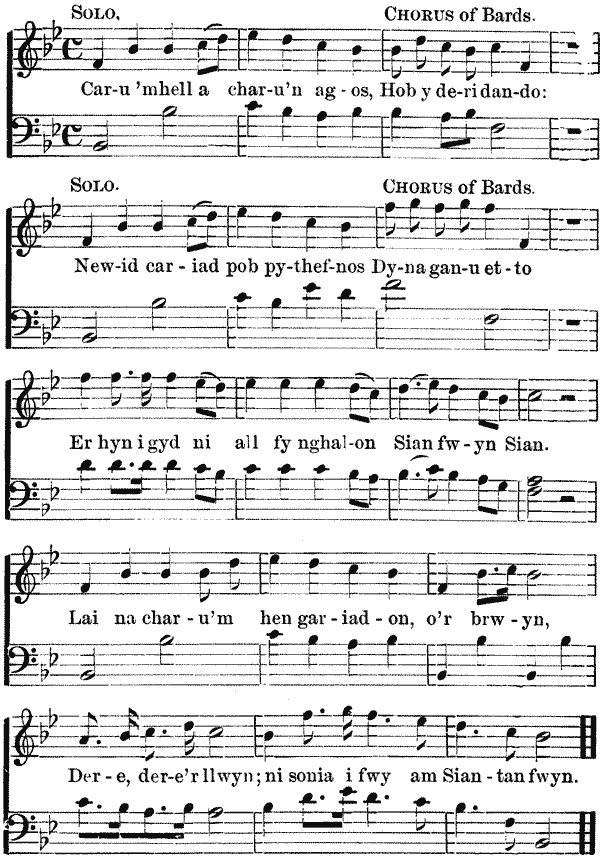 SOLO. CHORUS of Bards.
Car-u 'mhell a char-u'n ag-os, Hob y de-ri dan-do:
SOLO. CHORUS of Bards.
New-id car-iad pob py-thef-nos Dy-na gan-u et-to
Er hyn i gyd ni all fy nghal-on Sian fw-yn Sian.
Lai na char-u'm hen gar-iad-on, o'r brw-yn,
Der-e, der-e'r llwyn; ni sonia i fwy am Sian-tan fwyn.